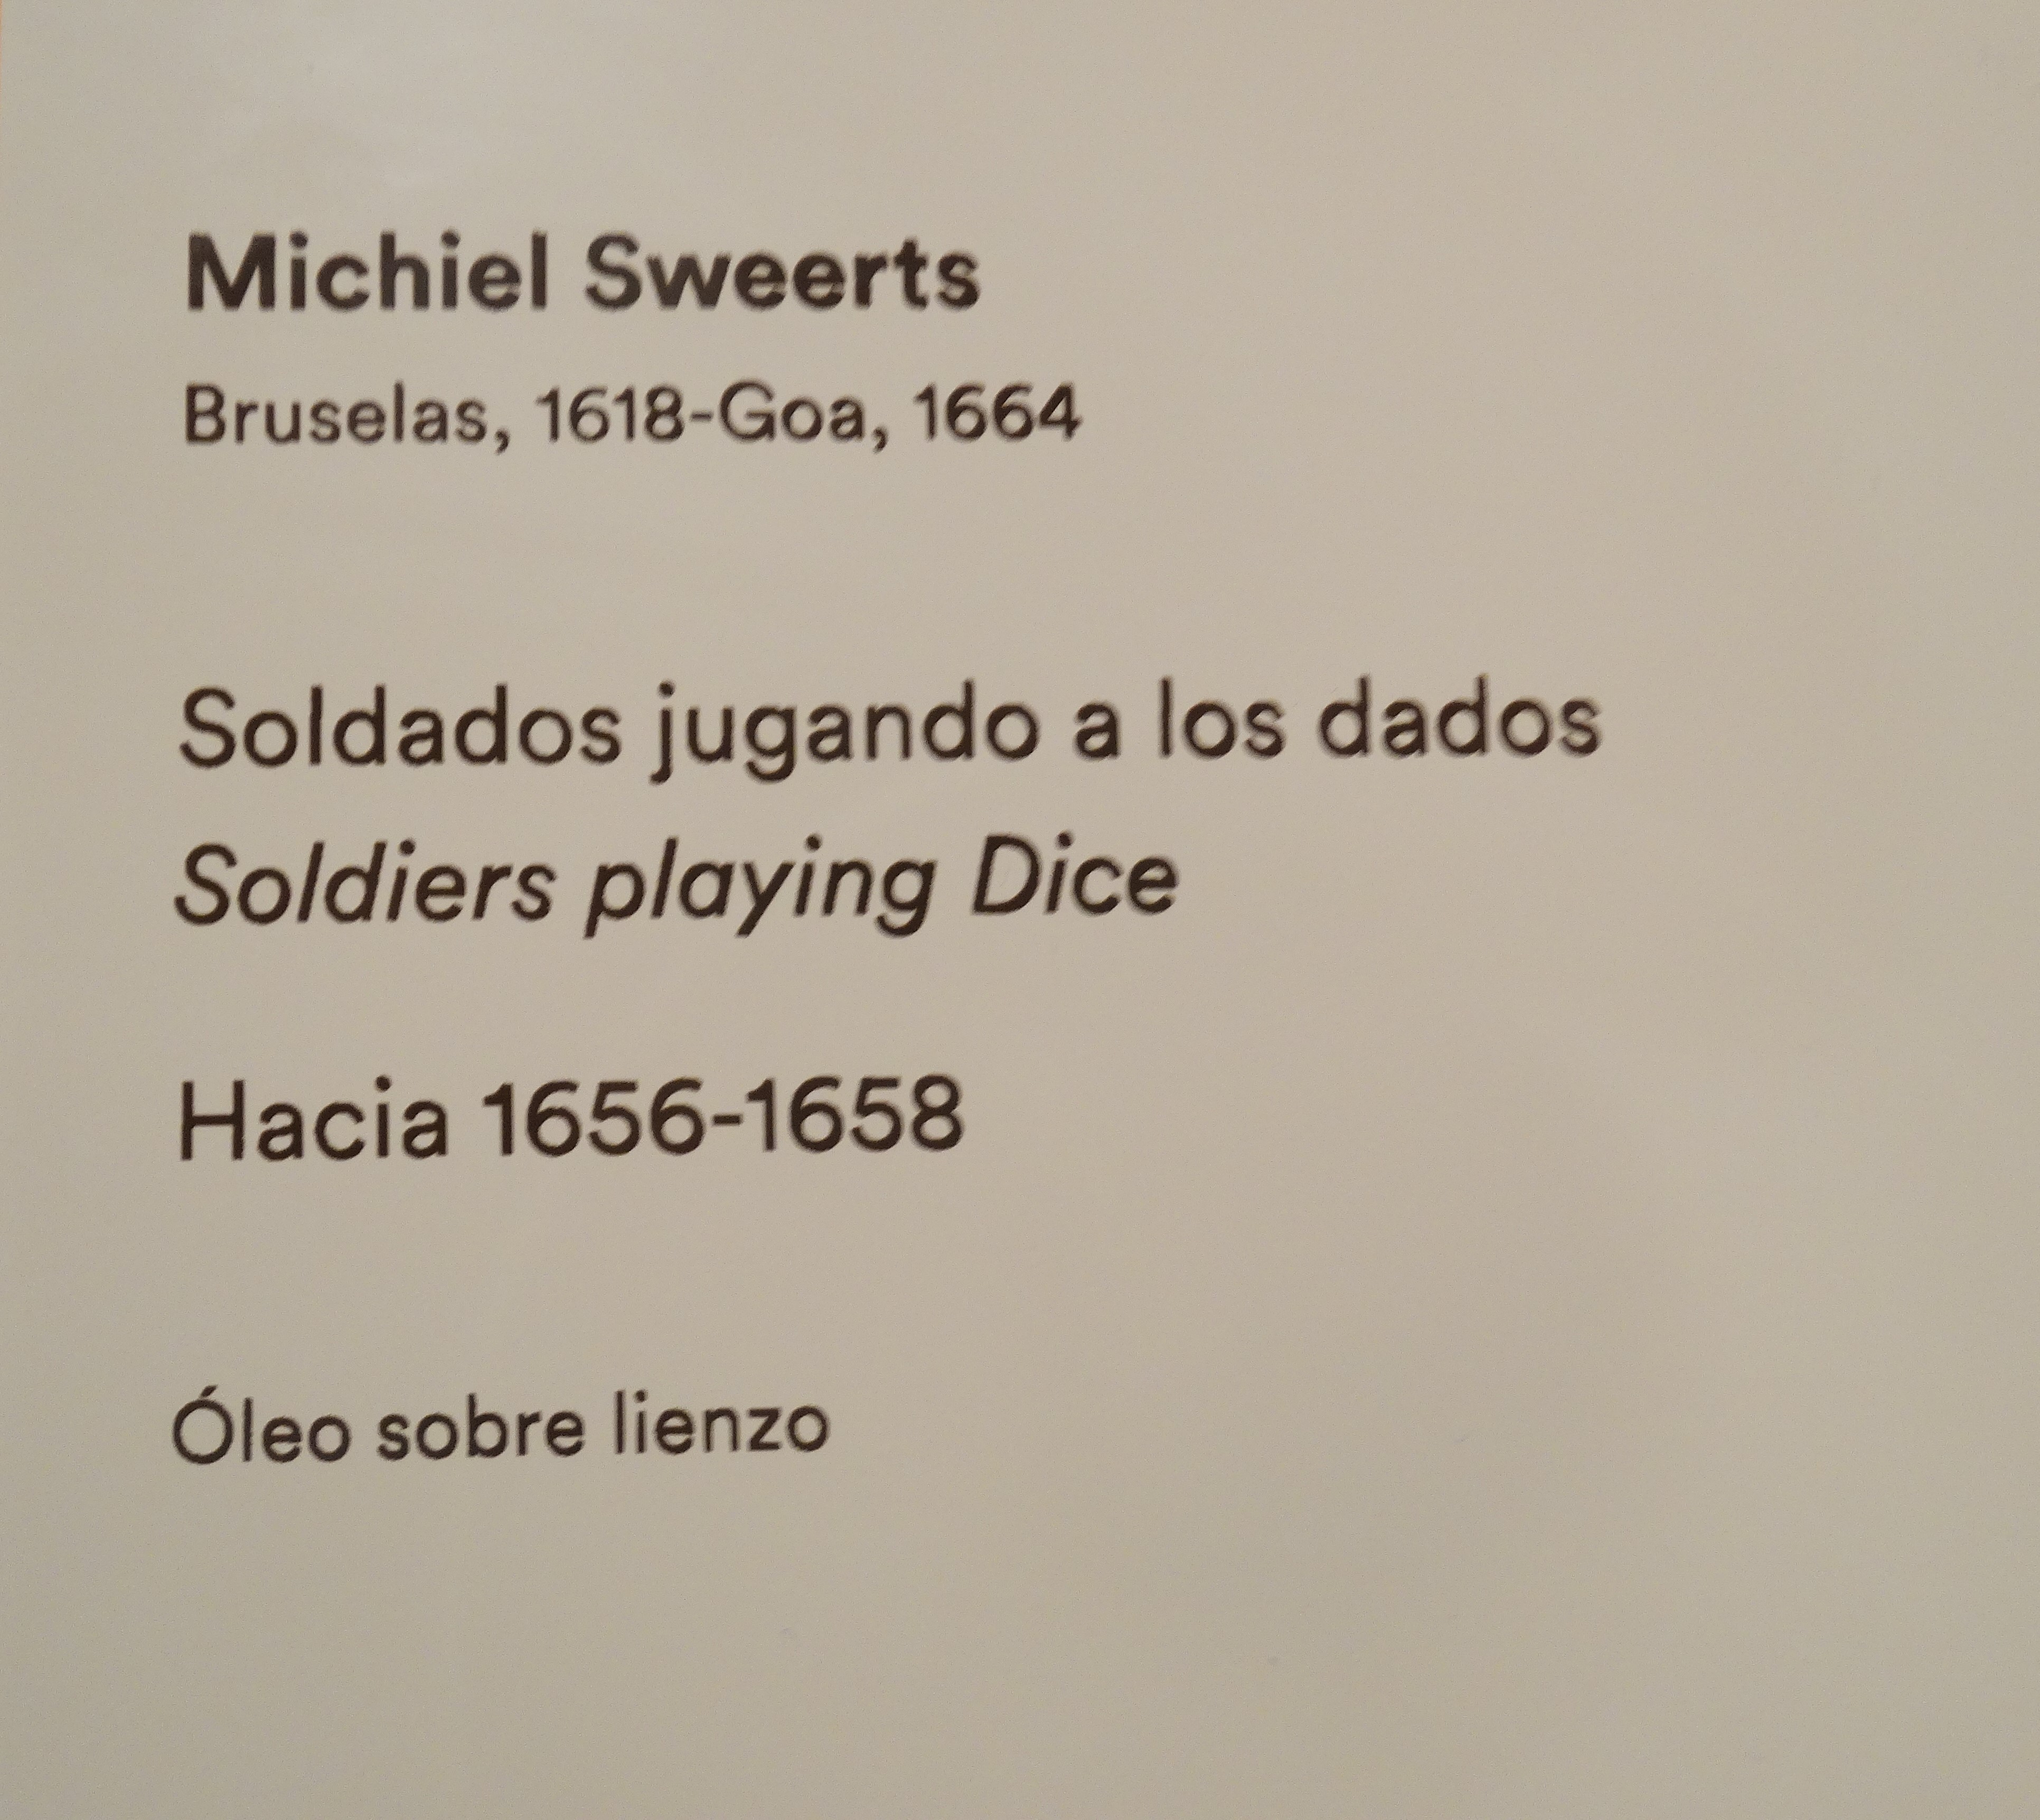 Michiel Sweerts
Bruselas, 1618-Goa, 1664
Soldados jugando a los dados
Soldiers playing Dice
Hacia 1656-1658
Óleo sobre lienzo